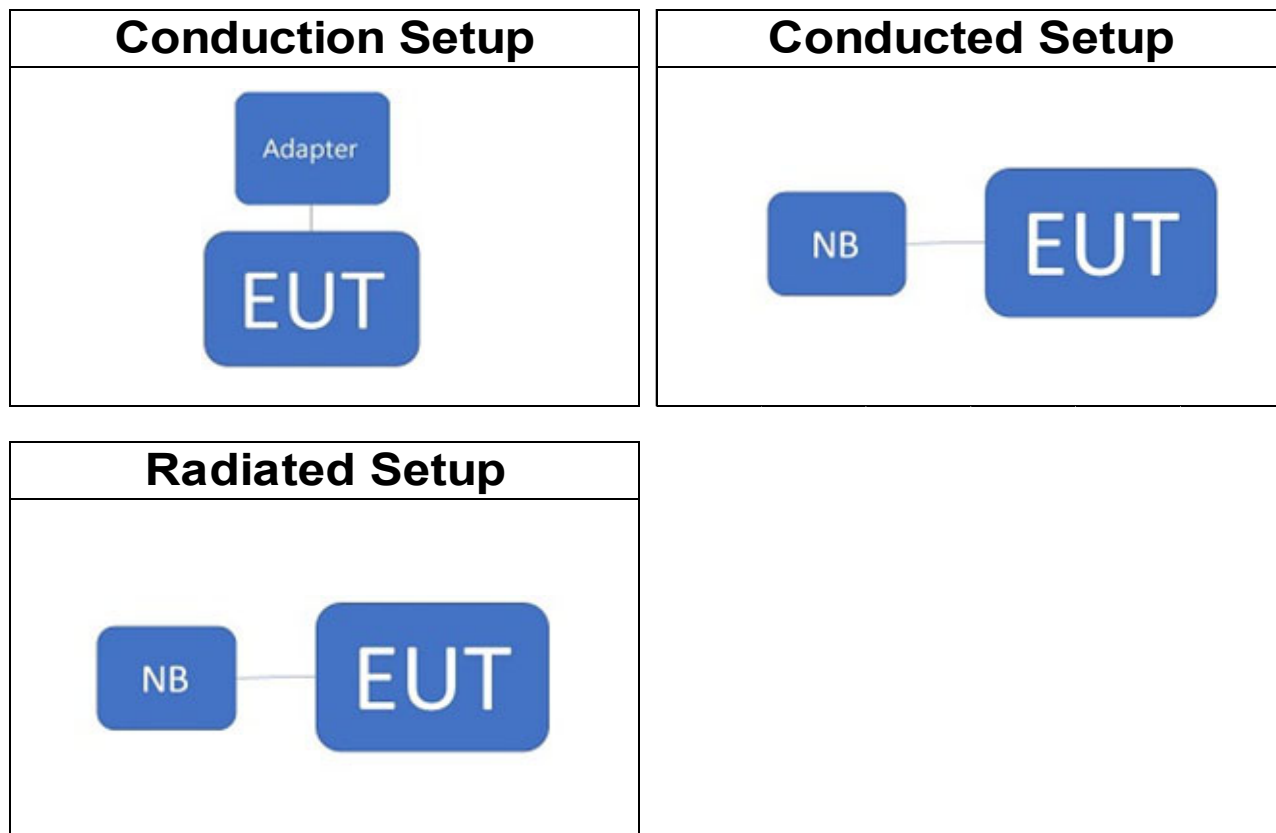 Conduction Setup
Adapter
EUT
Conducted Setup
NB
EUT
Radiated Setup
NB
EUT